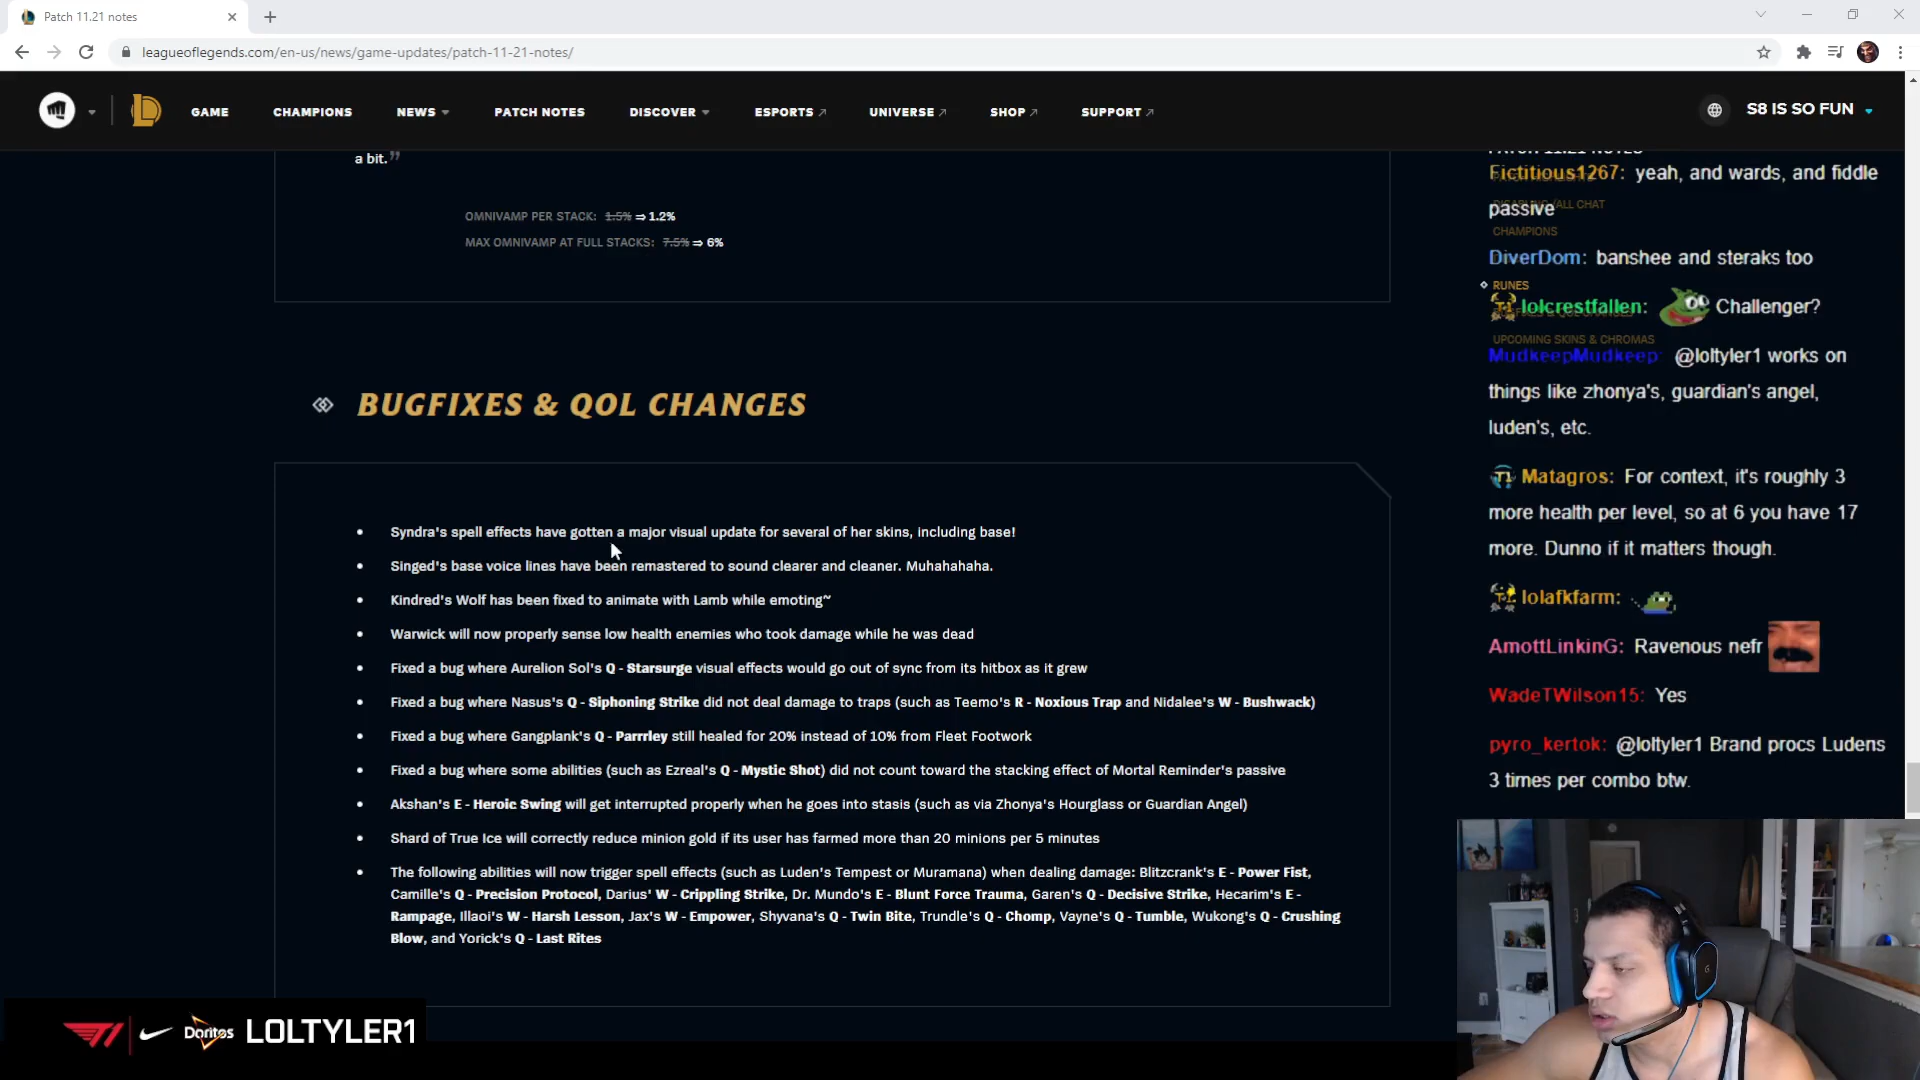 Patch 11.21 notes
leagueoflegends.com/en-us/news/game-updates/patch-11-21-notes/
GAME CHAMPIONS NEWS PATCH NOTES DISCOVER ESPORTS UNIVERSE SHOP SUPPORT S8 IS SO FUN
a bit.”
OMNIVAMP PER STACK: 1.5% ⇒ 1.2%
MAX OMNIVAMP AT FULL STACKS: 7.5% ⇒ 6%
BUGFIXES & QOL CHANGES
• Syndra's spell effects have gotten a major visual update for several of her skins, including base!
• Singed's base voice lines have been remastered to sound clearer and cleaner. Muhahahaha.
• Kindred's Wolf has been fixed to animate with Lamb while emoting~
• Warwick will now properly sense low health enemies who took damage while he was dead
• Fixed a bug where Aurelion Sol's Q - Starsurge visual effects would go out of sync from its hitbox as it grew
• Fixed a bug where Nasus's Q - Siphoning Strike did not deal damage to traps (such as Teemo's R - Noxious Trap and Nidalee's W - Bushwack)
• Fixed a bug where Gangplank's Q - Parrrley still healed for 20% instead of 10% from Fleet Footwork
• Fixed a bug where some abilities (such as Ezreal's Q - Mystic Shot) did not count toward the stacking effect of Mortal Reminder's passive
• Akshan's E - Heroic Swing will get interrupted properly when he goes into stasis (such as via Zhonya's Hourglass or Guardian Angel)
• Shard of True Ice will correctly reduce minion gold if its user has farmed more than 20 minions per 5 minutes
• The following abilities will now trigger spell effects (such as Luden's Tempest or Muramana) when dealing damage: Blitzcrank's E - Power Fist,
Camille's Q - Precision Protocol, Darius' W - Crippling Strike, Dr. Mundo's E - Blunt Force Trauma, Garen's Q - Decisive Strike, Hecarim's E -
Rampage, Illaoi's W - Harsh Lesson, Jax's W - Empower, Shyvana's Q - Twin Bite, Trundle's Q - Chomp, Vayne's Q - Tumble, Wukong's Q - Crushing
Blow, and Yorick's Q - Last Rites
PATCH 11.21 NOTES
Fictitious1267: yeah, and wards, and fiddle
passive
/ALL CHAT
CHAMPIONS
DiverDom: banshee and steraks too
RUNES
lolcrestfallen: Challenger?
UPCOMING SKINS & CHROMAS
MudkeepMudkeep: @loltyler1 works on
things like zhonya's, guardian's angel,
luden's, etc.
T1 Matagros: For context, it's roughly 3
more health per level, so at 6 you have 17
more. Dunno if it matters though.
lolafkfarm:
AmottLinkinG: Ravenous nefr
WadeTWilson15: Yes
pyro_kertok: @loltyler1 Brand procs Ludens
3 times per combo btw.
T1 Doritos LOLTYLER1